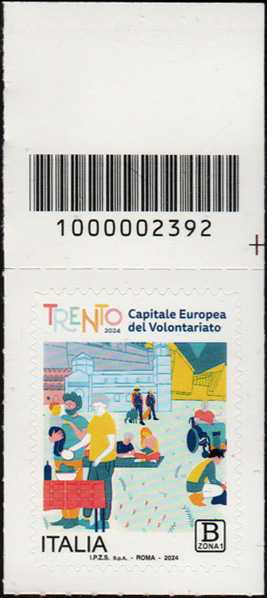 1000002392
TRENTO
2024
Capitale Europea
del Volontariato
B
ZONA 1
ITALIA
I.P.Z.S. S.p.A. - ROMA - 2024